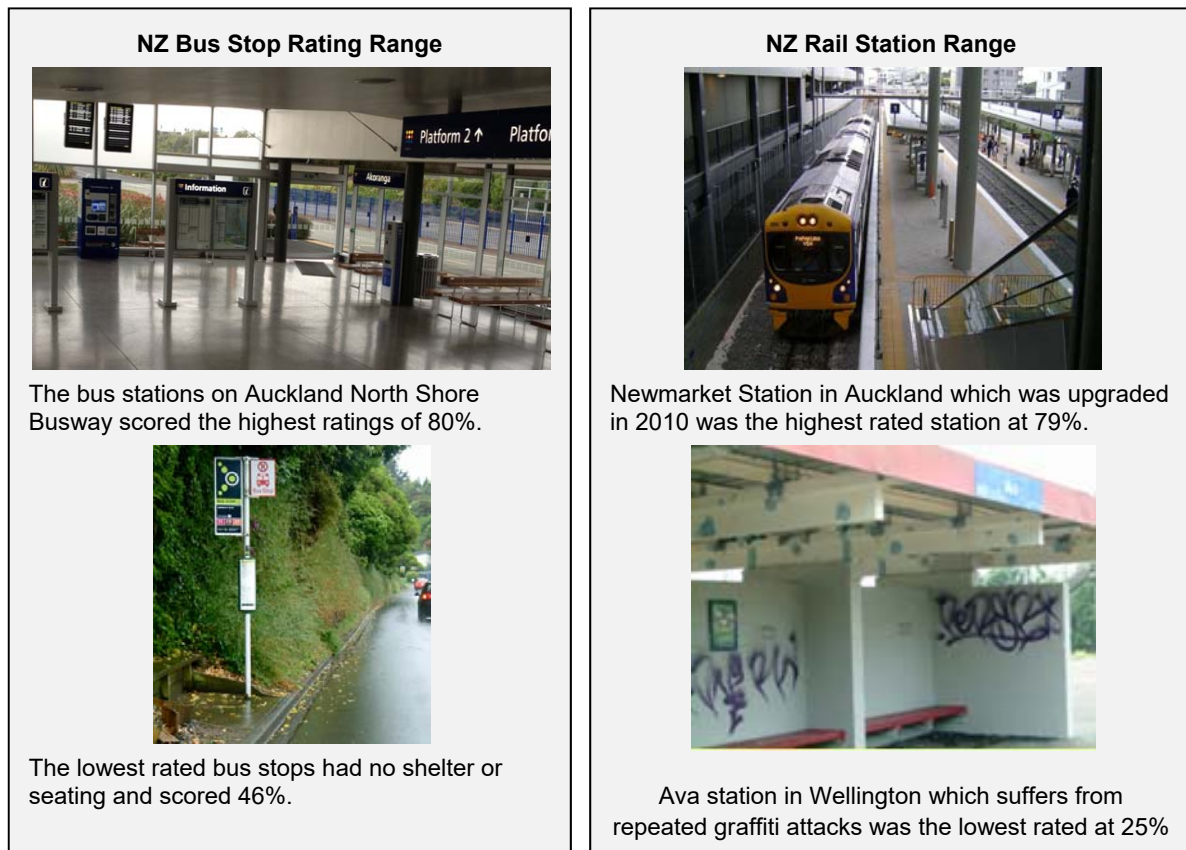 NZ Bus Stop Rating Range
Platform 2 ↑ Platfor
Akoranga
Information
The bus stations on Auckland North Shore
Busway scored the highest ratings of 80%.
Bus Stop
The lowest rated bus stops had no shelter or
seating and scored 46%.
NZ Rail Station Range
Newmarket Station in Auckland which was upgraded
in 2010 was the highest rated station at 79%.
Ava station in Wellington which suffers from
repeated graffiti attacks was the lowest rated at 25%